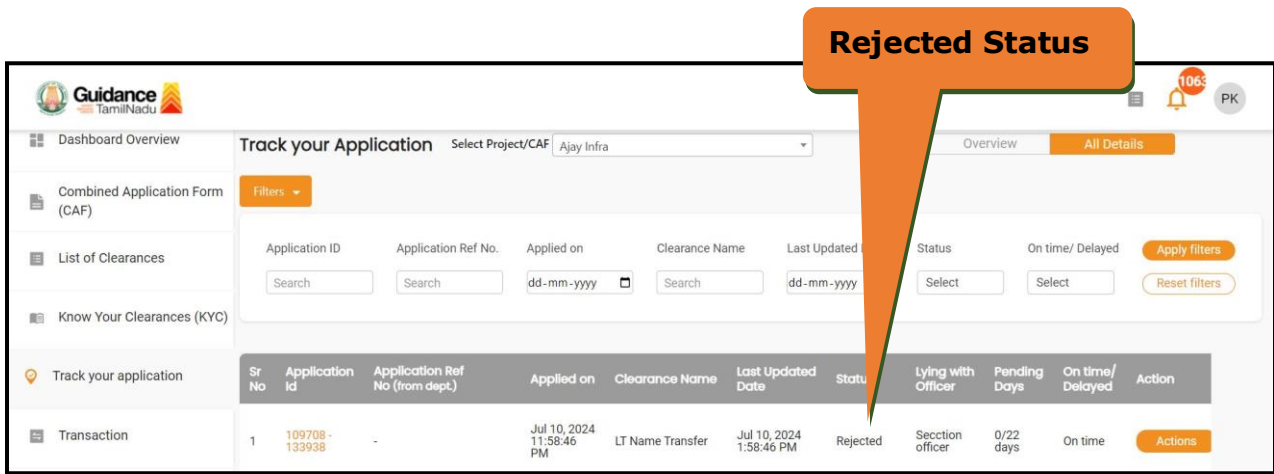 Rejected Status
Guidance
TamilNadu
1063
PK
Dashboard Overview
Track your Application Select Project/CAF Ajay Infra Overview All Details
Combined Application Form
(CAF)
Filters
List of Clearances
Application ID Application Ref No. Applied on Clearance Name Last Updated Status On time/ Delayed Apply filters
Search Search dd-mm-yyyy Search dd-mm-yyyy Select Select Reset filters
Know Your Clearances (KYC)
Track your application
Sr No Application Id Application Ref No (from dept.) Applied on Clearance Name Last Updated Date Statu Lying with Officer Pending Days On time/ Delayed Action
Transaction
1 109708 - 133938 - Jul 10, 2024 11:58:46 PM LT Name Transfer Jul 10, 2024 1:58:46 PM Rejected Secction officer 0/22 days On time Actions